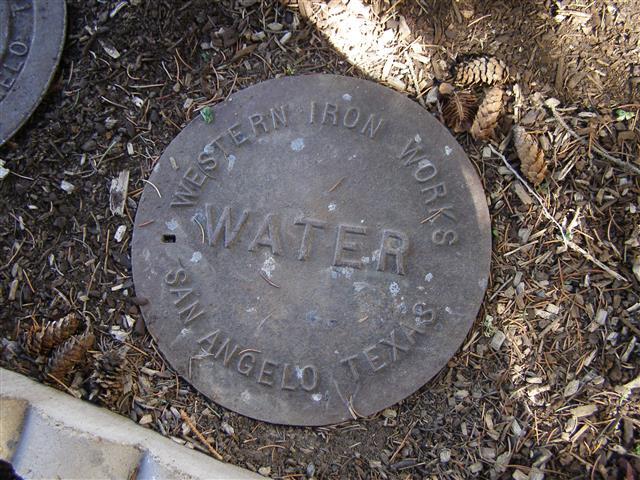 WESTERN IRON WORKS
WATER
SAN ANGELO TEXAS